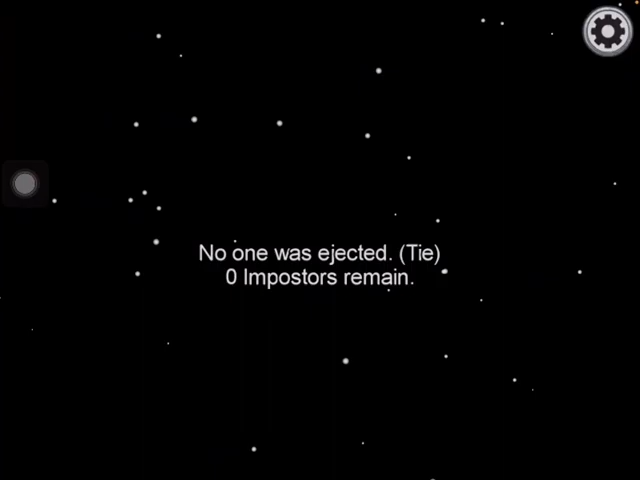 No one was ejected. (Tie)
0 Impostors remain.